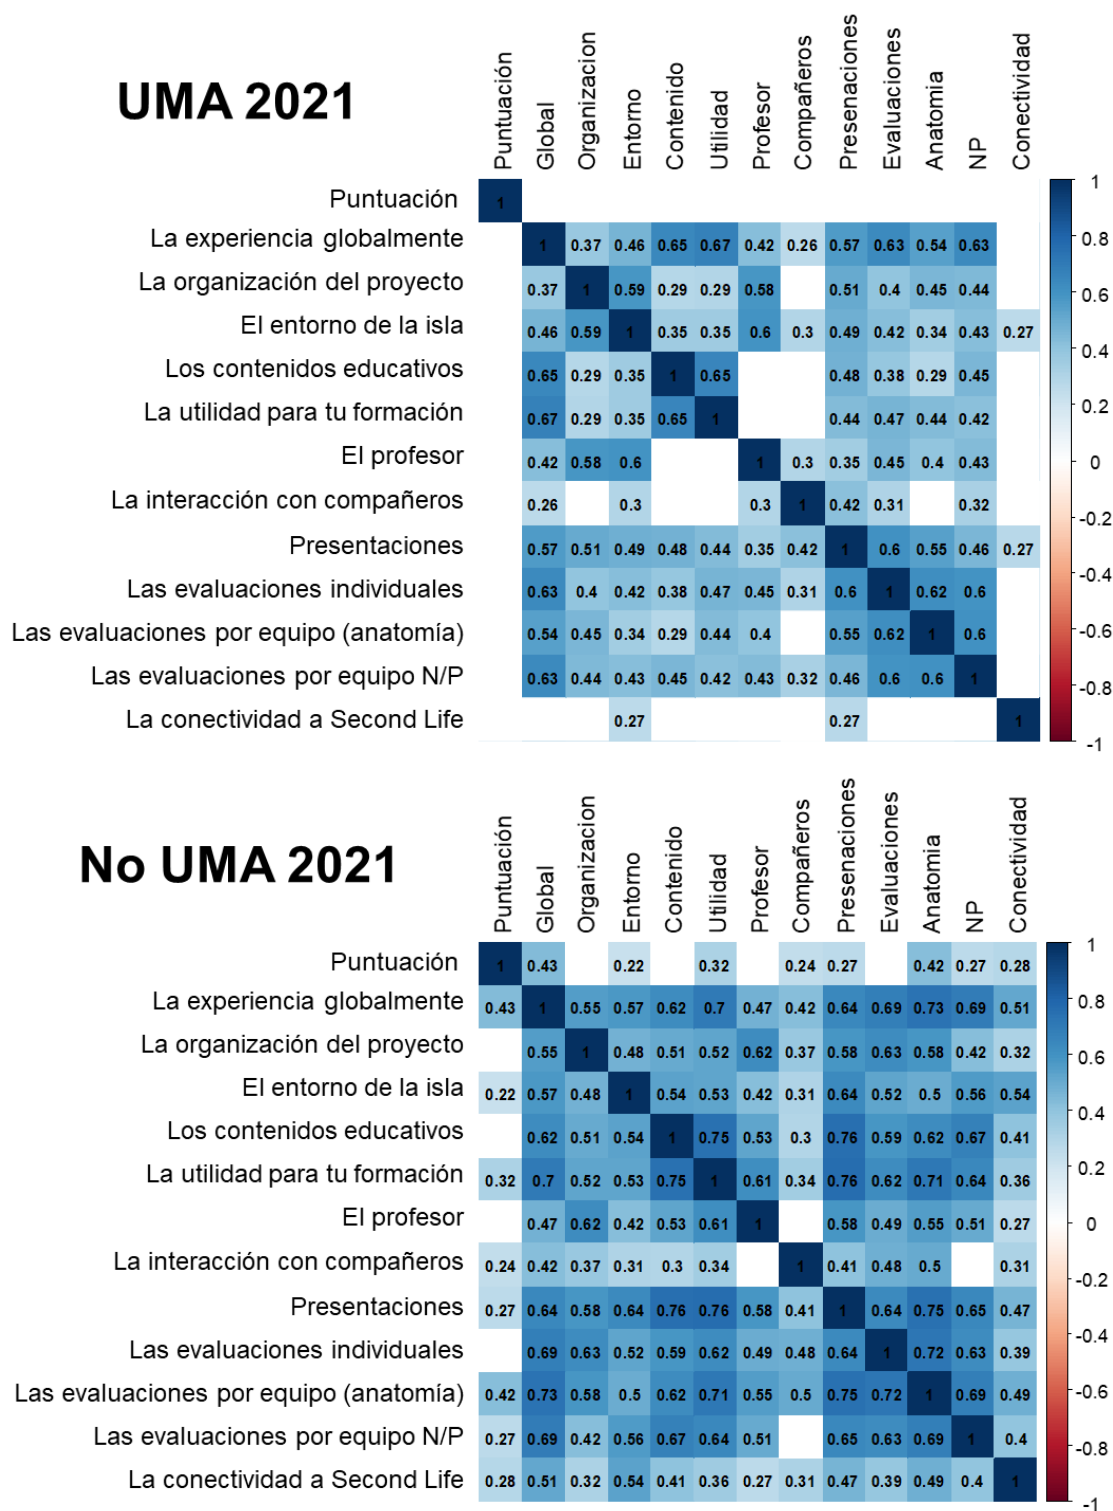 UMA 2021
Puntuación Global Organizacion Entorno Contenido Utilidad Profesor Compañeros Presenaciones Evaluaciones Anatomia NP Conectividad
Puntuación 1
La experiencia globalmente 1 0.37 0.46 0.65 0.67 0.42 0.26 0.57 0.63 0.54 0.63
La organización del proyecto 0.37 1 0.59 0.29 0.29 0.58 0.51 0.4 0.45 0.44
El entorno de la isla 0.46 0.59 1 0.35 0.35 0.6 0.3 0.49 0.42 0.34 0.43 0.27
Los contenidos educativos 0.65 0.29 0.35 1 0.65 0.48 0.38 0.29 0.45
La utilidad para tu formación 0.67 0.29 0.35 0.65 1 0.44 0.47 0.44 0.42
El profesor 0.42 0.58 0.6 1 0.3 0.35 0.45 0.4 0.43
La interacción con compañeros 0.26 0.3 0.3 1 0.42 0.31 0.32
Presentaciones 0.57 0.51 0.49 0.48 0.44 0.35 0.42 1 0.6 0.55 0.46 0.27
Las evaluaciones individuales 0.63 0.4 0.42 0.38 0.47 0.45 0.31 0.6 1 0.62 0.6
Las evaluaciones por equipo (anatomía) 0.54 0.45 0.34 0.29 0.44 0.4 0.55 0.62 1 0.6
Las evaluaciones por equipo N/P 0.63 0.44 0.43 0.45 0.42 0.43 0.32 0.46 0.6 0.6 1
La conectividad a Second Life 0.27 0.27 1
1
0.8
0.6
0.4
0.2
0
-0.2
-0.4
-0.6
-0.8
-1
No UMA 2021
Puntuación Global Organizacion Entorno Contenido Utilidad Profesor Compañeros Presenaciones Evaluaciones Anatomia NP Conectividad
Puntuación 1 0.43 0.22 0.32 0.24 0.27 0.42 0.27 0.28
La experiencia globalmente 0.43 1 0.55 0.57 0.62 0.7 0.47 0.42 0.64 0.69 0.73 0.69 0.51
La organización del proyecto 0.55 1 0.48 0.51 0.52 0.62 0.37 0.58 0.63 0.58 0.42 0.32
El entorno de la isla 0.22 0.57 0.48 1 0.54 0.53 0.42 0.31 0.64 0.52 0.5 0.56 0.54
Los contenidos educativos 0.62 0.51 0.54 1 0.75 0.53 0.3 0.76 0.59 0.62 0.67 0.41
La utilidad para tu formación 0.32 0.7 0.52 0.53 0.75 1 0.61 0.34 0.76 0.62 0.71 0.64 0.36
El profesor 0.47 0.62 0.42 0.53 0.61 1 0.58 0.49 0.55 0.51 0.27
La interacción con compañeros 0.24 0.42 0.37 0.31 0.3 0.34 1 0.41 0.48 0.5 0.31
Presentaciones 0.27 0.64 0.58 0.64 0.76 0.76 0.58 0.41 1 0.64 0.75 0.65 0.47
Las evaluaciones individuales 0.69 0.63 0.52 0.59 0.62 0.49 0.48 0.64 1 0.72 0.63 0.39
Las evaluaciones por equipo (anatomía) 0.42 0.73 0.58 0.5 0.62 0.71 0.55 0.5 0.75 0.72 1 0.69 0.49
Las evaluaciones por equipo N/P 0.27 0.69 0.42 0.56 0.67 0.64 0.51 0.65 0.63 0.69 1 0.4
La conectividad a Second Life 0.28 0.51 0.32 0.54 0.41 0.36 0.27 0.31 0.47 0.39 0.49 0.4 1
1
0.8
0.6
0.4
0.2
0
-0.2
-0.4
-0.6
-0.8
-1